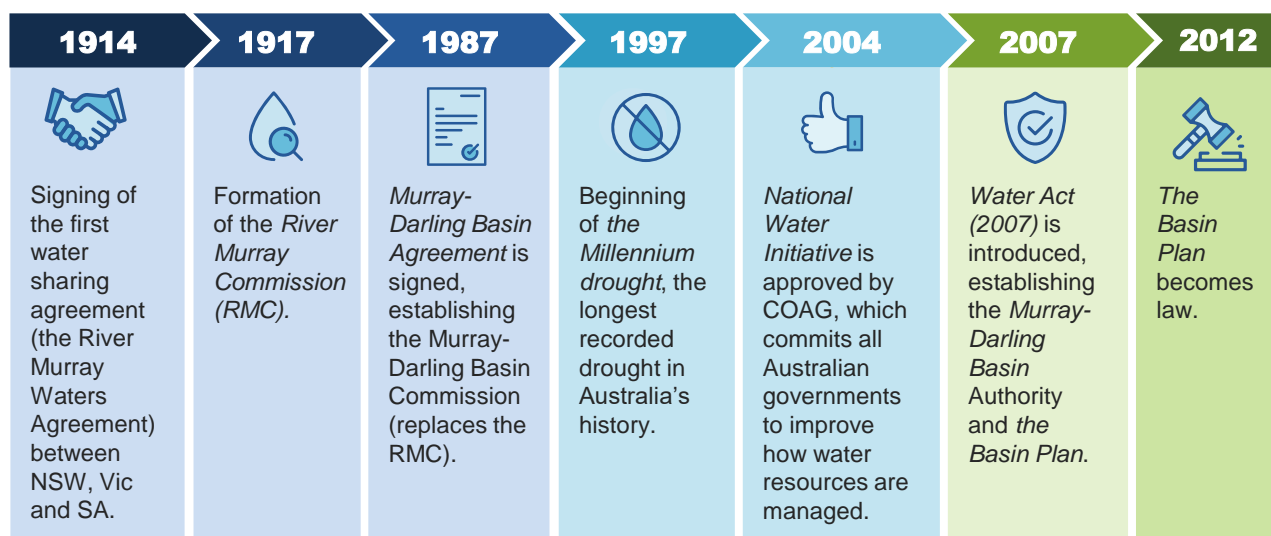 1914
Signing of
the first
water
sharing
agreement
(the River
Murray
Waters
Agreement)
between
NSW, Vic
and SA.
1917
Formation
of the River
Murray
Commission
(RMC).
1987
Murray-
Darling Basin
Agreement is
signed,
establishing
the Murray-
Darling Basin
Commission
(replaces the
RMC).
1997
Beginning
of the
Millennium
drought, the
longest
recorded
drought in
Australia’s
history.
2004
National
Water
Initiative is
approved by
COAG, which
commits all
Australian
governments
to improve
how water
resources are
managed.
2007
Water Act
(2007) is
introduced,
establishing
the Murray-
Darling
Basin
Authority
and the
Basin Plan.
2012
The
Basin
Plan
becomes
law.